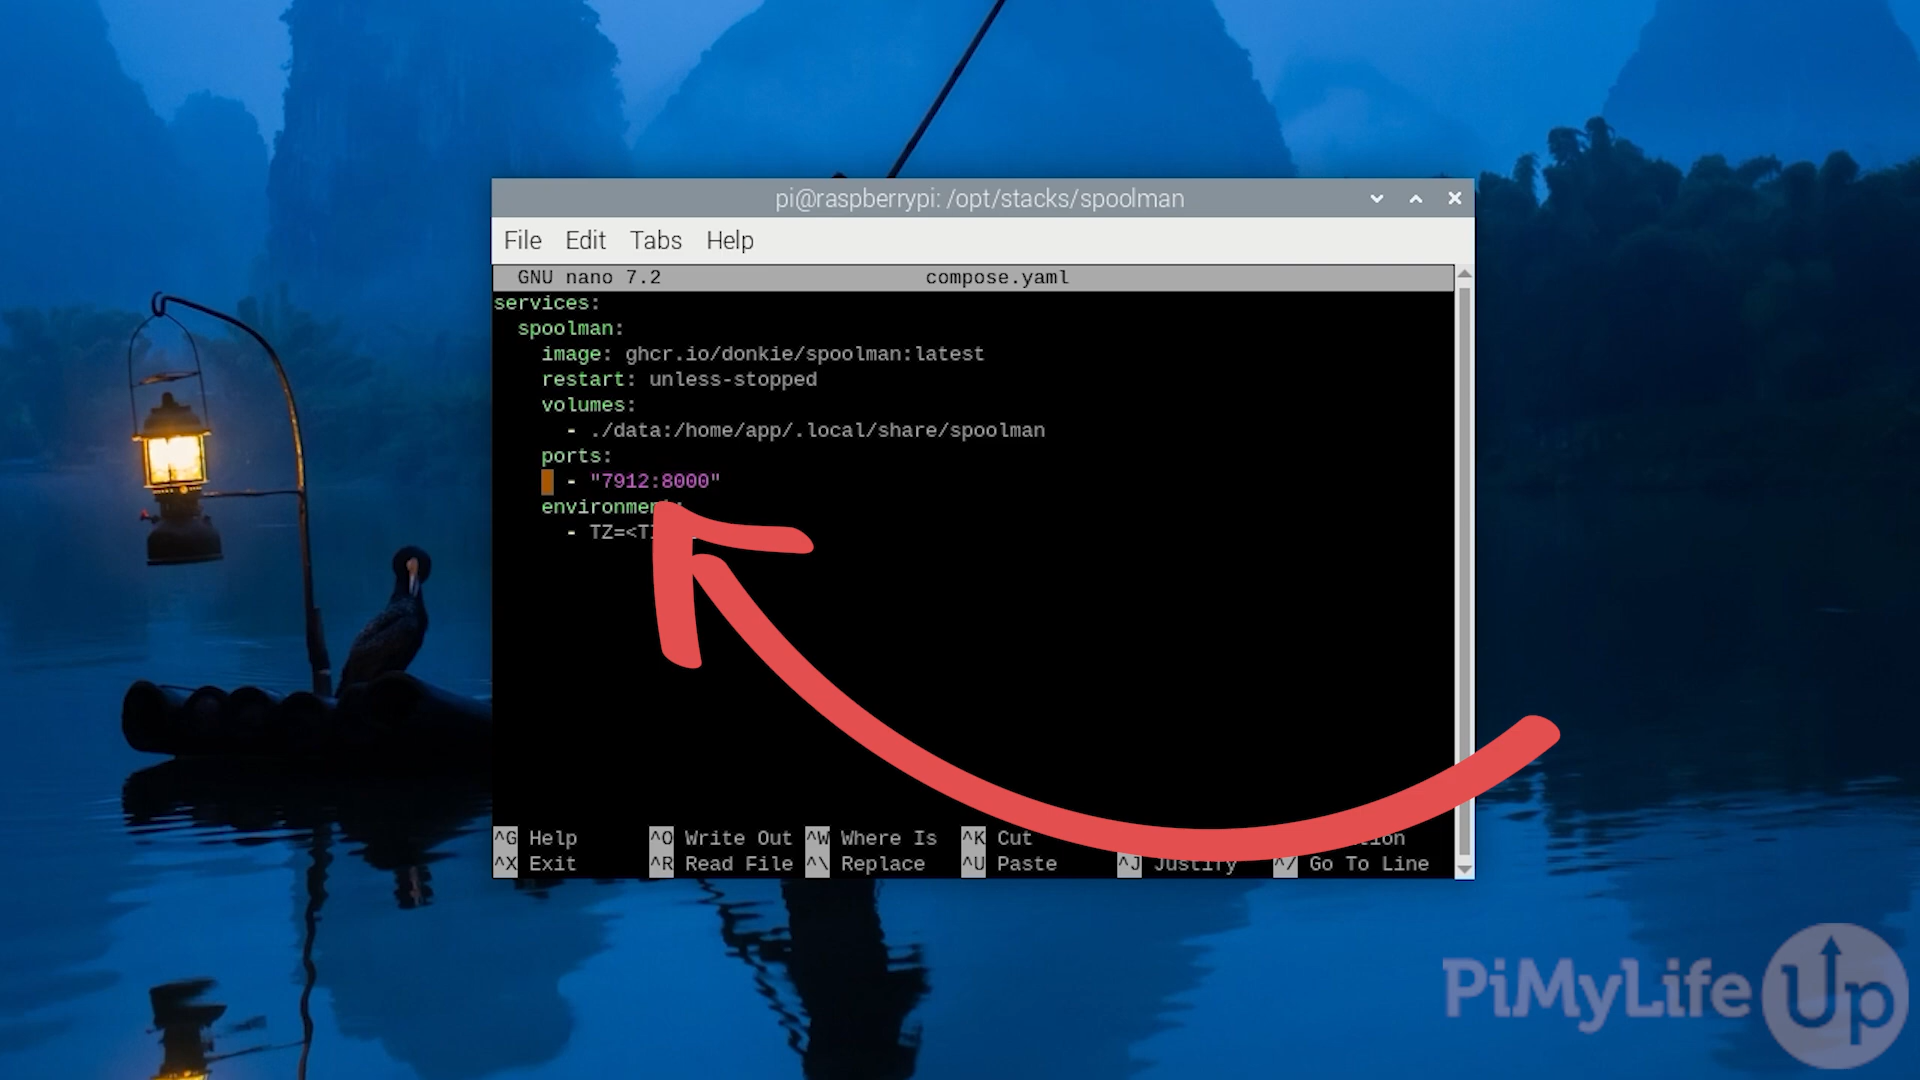 pi@raspberrypi: /opt/stacks/spoolman
File Edit Tabs Help
GNU nano 7.2 compose.yaml
services:
  spoolman:
    image: ghcr.io/donkie/spoolman:latest
    restart: unless-stopped
    volumes:
      - ./data:/home/app/.local/share/spoolman
    ports:
      - "7912:8000"
    environment:
      -
^G Help ^O Write Out ^W Where Is ^K Cut
^X Exit ^R Read File ^\ Replace ^U Paste ^J Justify ^/ Go To Line
PiMyLifeUp